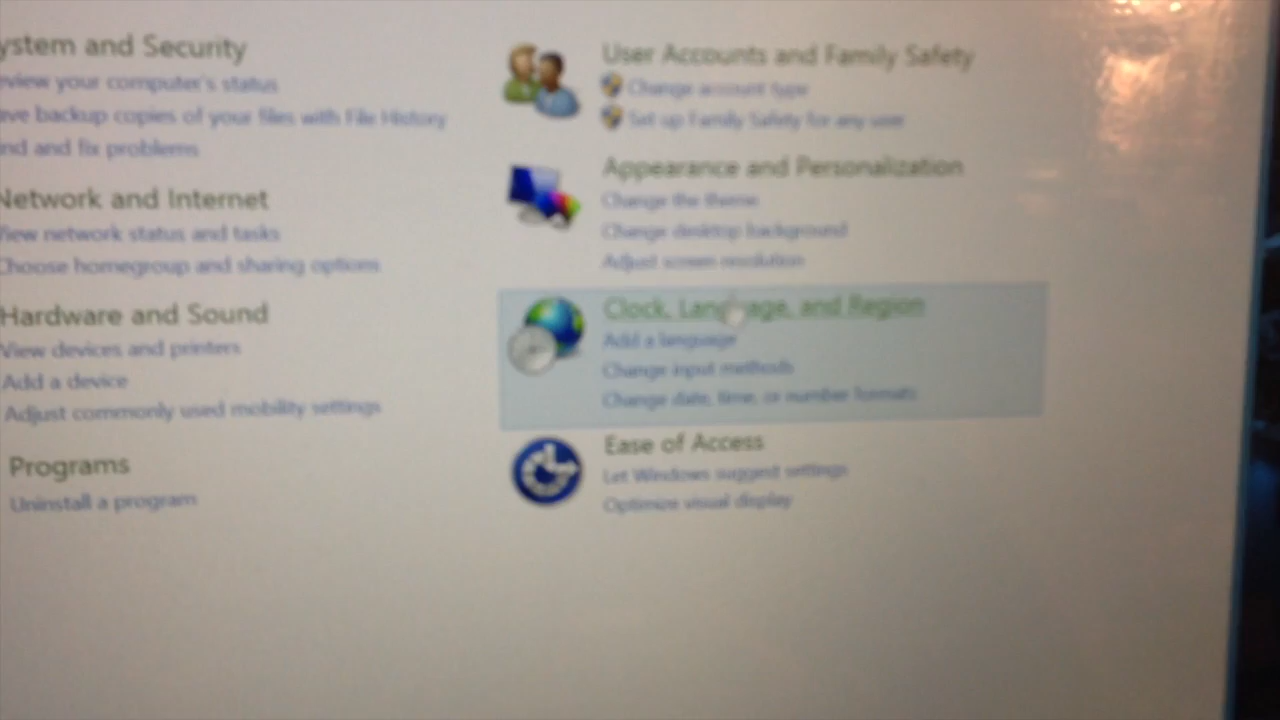 ystem and Security
eview your computer's status
ave backup copies of your files with File History
nd and fix problems
Network and Internet
View network status and tasks
Choose homegroup and sharing options
Hardware and Sound
View devices and printers
Add a device
Adjust commonly used mobility settings
Programs
Uninstall a program
User Accounts and Family Safety
Change account type
Set up Family Safety for any user
Appearance and Personalization
Change the theme
Change desktop background
Adjust screen resolution
Clock, Language, and Region
Add a language
Change input methods
Change date, time, or number formats
Ease of Access
Let Windows suggest settings
Optimize visual display